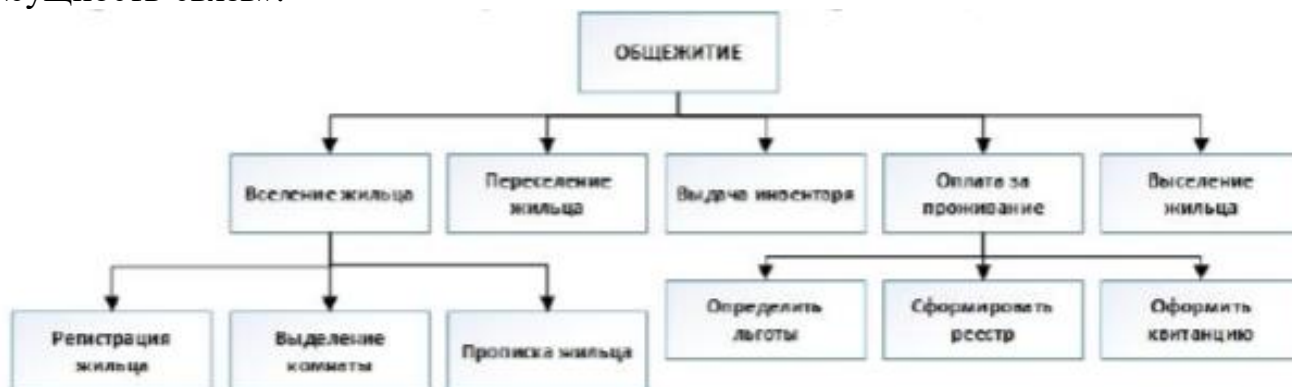 ОБЩЕЖИТИЕ
Вселение жильца
Переселение
жильца
Выдача инвенторя
Оплата за
проживание
Выселение
жильца
Регистрация
жильца
Выделение
комнаты
Прописка жильца
Определить
льготы
Сформировать
реестр
Оформить
квитанцию